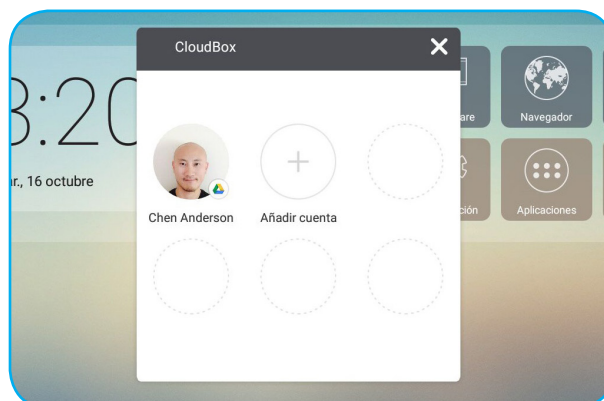 CloudBox
3:20
r., 16 octubre
are
Navegador
Chen Anderson
Añadir cuenta
ción
Aplicaciones